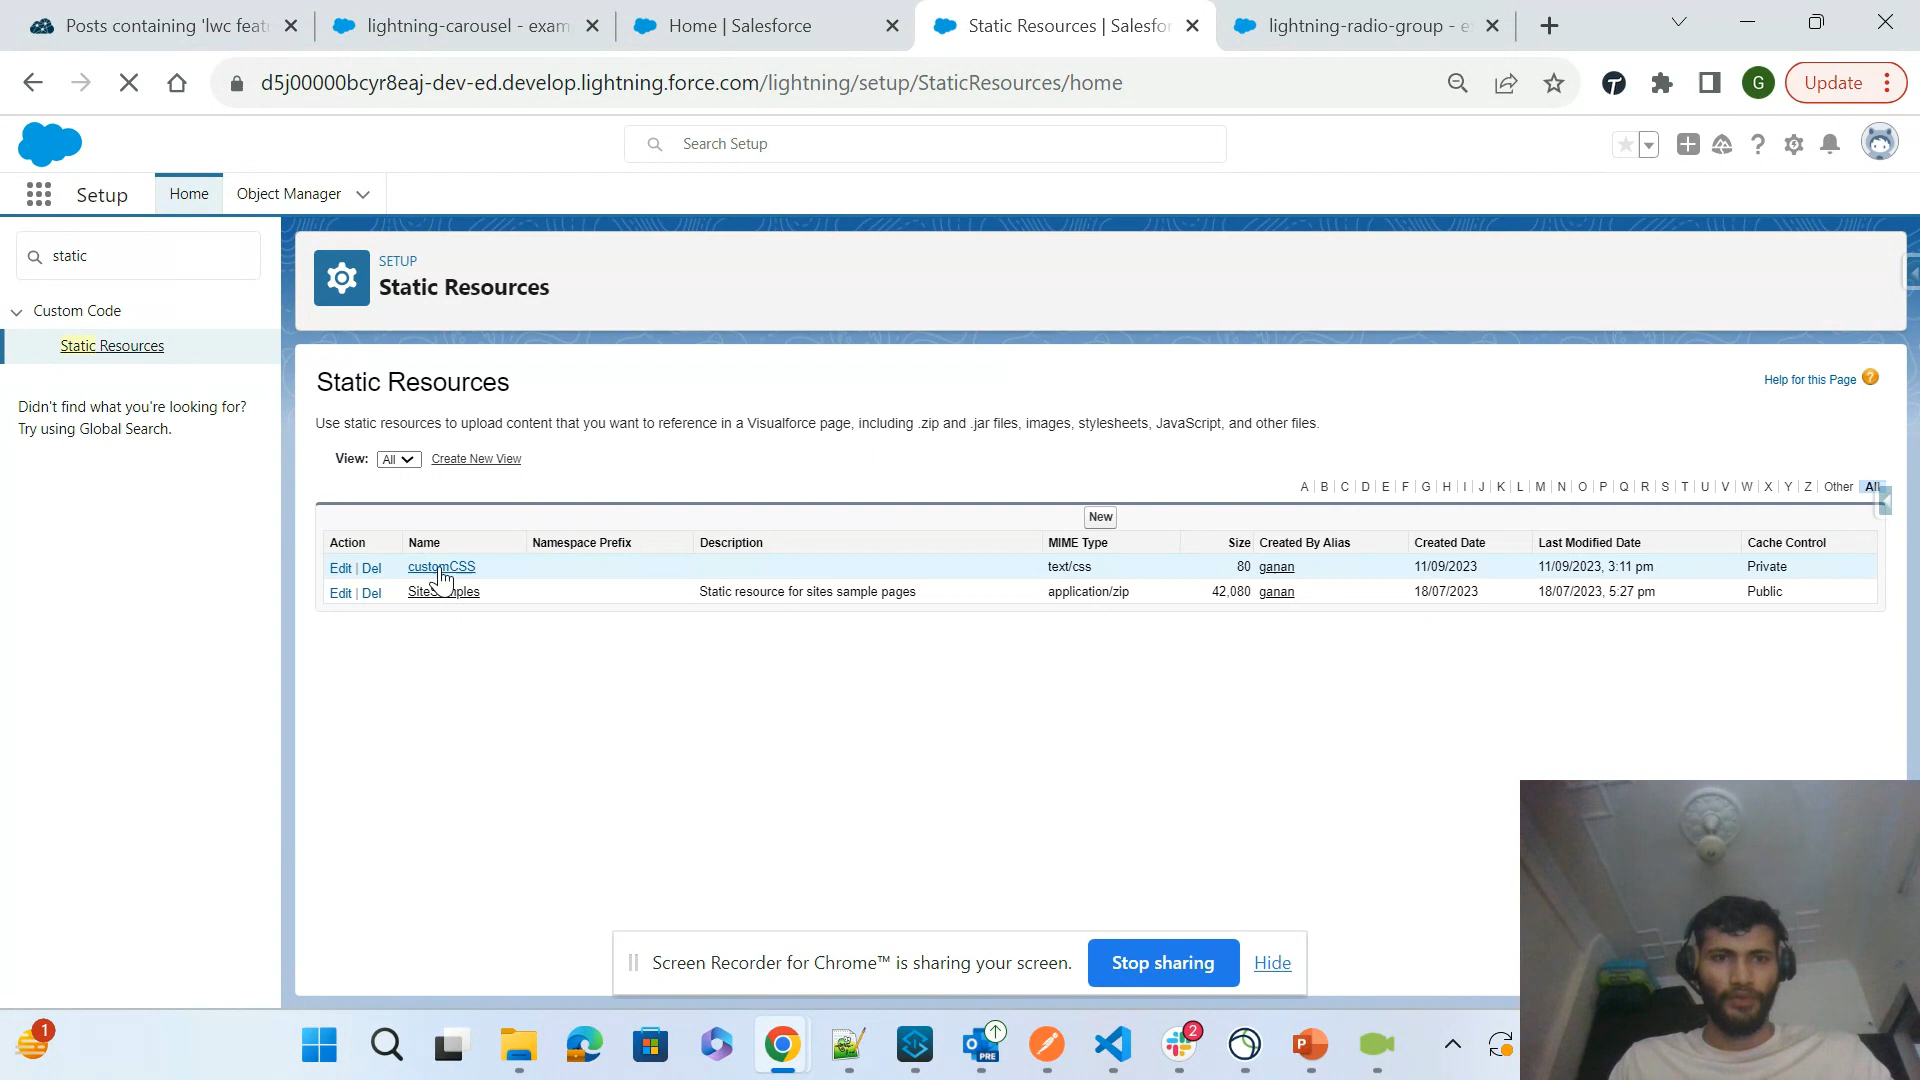 Posts containing 'lwc feat
lightning-carousel - exam
Home | Salesforce
Static Resources | Salesfor
lightning-radio-group - e
d5j00000bcyr8eaj-dev-ed.develop.lightning.force.com/lightning/setup/StaticResources/home
G
Update
Search Setup
Setup
Home
Object Manager
static
Custom Code
Static Resources
Didn't find what you're looking for?
Try using Global Search.
SETUP
Static Resources
Static Resources
Help for this Page
Use static resources to upload content that you want to reference in a Visualforce page, including .zip and .jar files, images, stylesheets, JavaScript, and other files.
View: All Create New View
A | B | C | D | E | F | G | H | I | J | K | L | M | N | O | P | Q | R | S | T | U | V | W | X | Y | Z | Other All
New
Action Name Namespace Prefix Description MIME Type Size Created By Alias Created Date Last Modified Date Cache Control
Edit | Del customCSS text/css 80 ganan 11/09/2023 11/09/2023, 3:11 pm Private
Edit | Del Static resource for sites sample pages application/zip 42,080 ganan 18/07/2023 18/07/2023, 5:27 pm Public
Screen Recorder for Chrome™ is sharing your screen.
Stop sharing
Hide
1
PRE
2